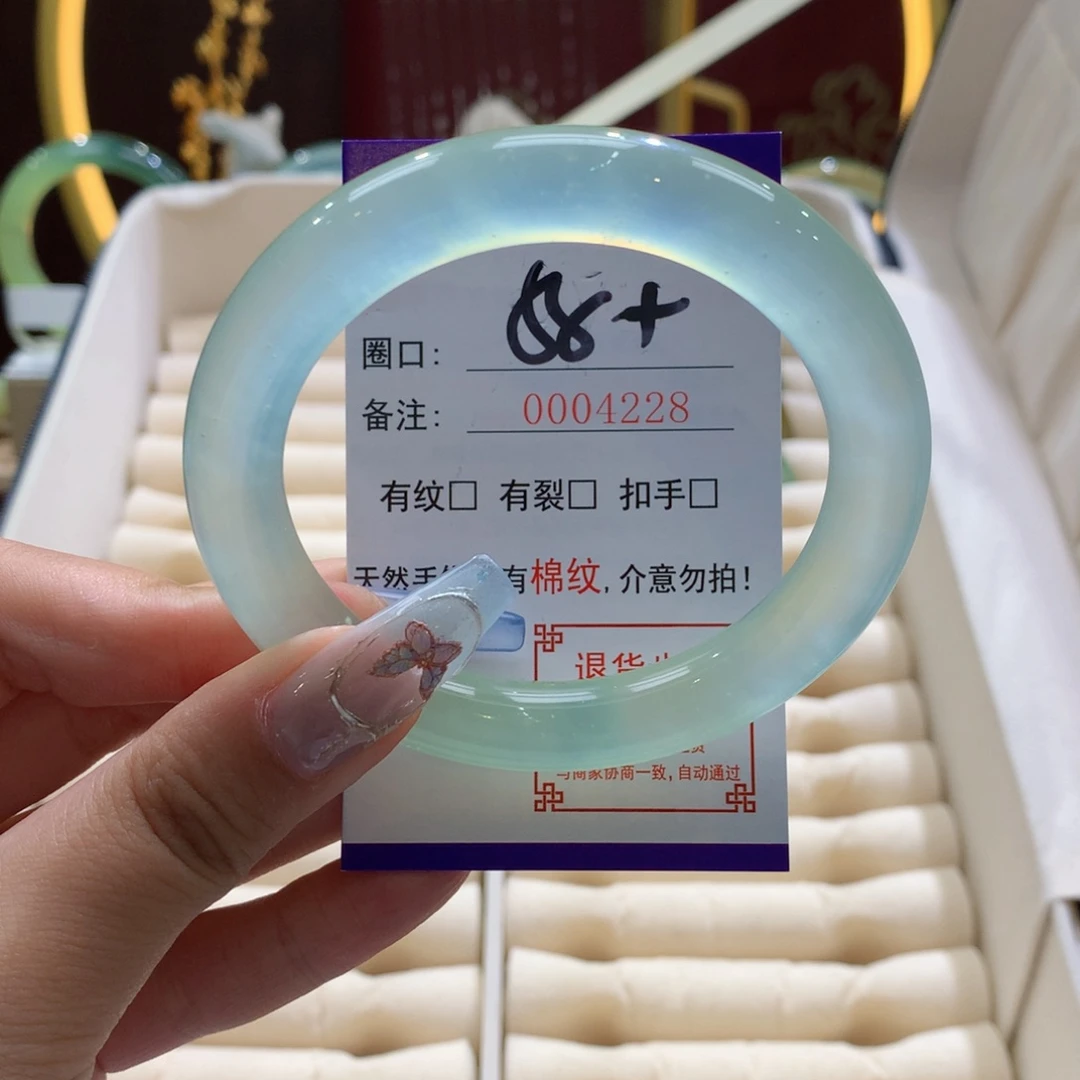 圈口: 58+
备注: 0004228
有纹□ 有裂□ 扣手□
天然手 有棉纹, 介意勿拍!
退货
与商家协商一致, 自动通过